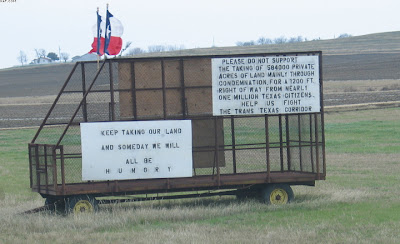 PLEASE DO NOT SUPPORT
THE TAKING OF 584000 PRIVATE
ACRES OF LAND MAINLY THROUGH
CONDEMNATION, FOR A 1200 FT.
RIGHT OF WAY FROM NEARLY
ONE MILLION TEXAS CITIZENS.
HELP US FIGHT
THE TRANS TEXAS CORRIDOR
KEEP TAKING OUR LAND
AND SOMEDAY WE WILL
ALL BE
H U N G R Y